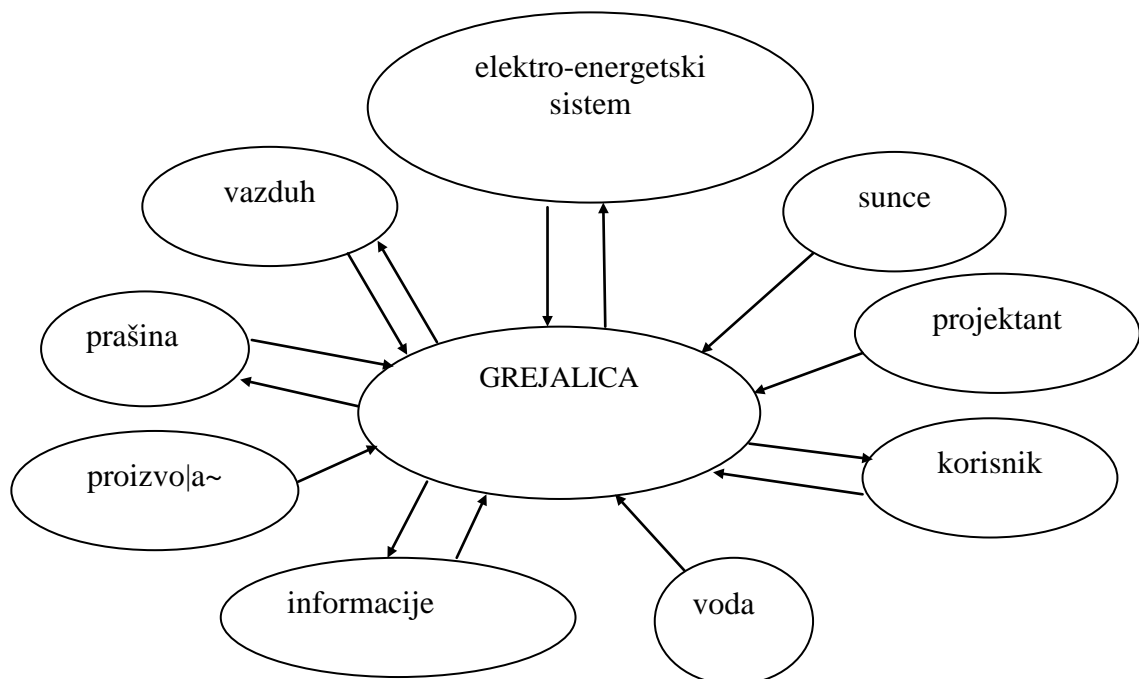 elektro-energetski
sistem
vazduh
sunce
prašina
projektant
GREJALICA
proizvo|a~
korisnik
informacije
voda